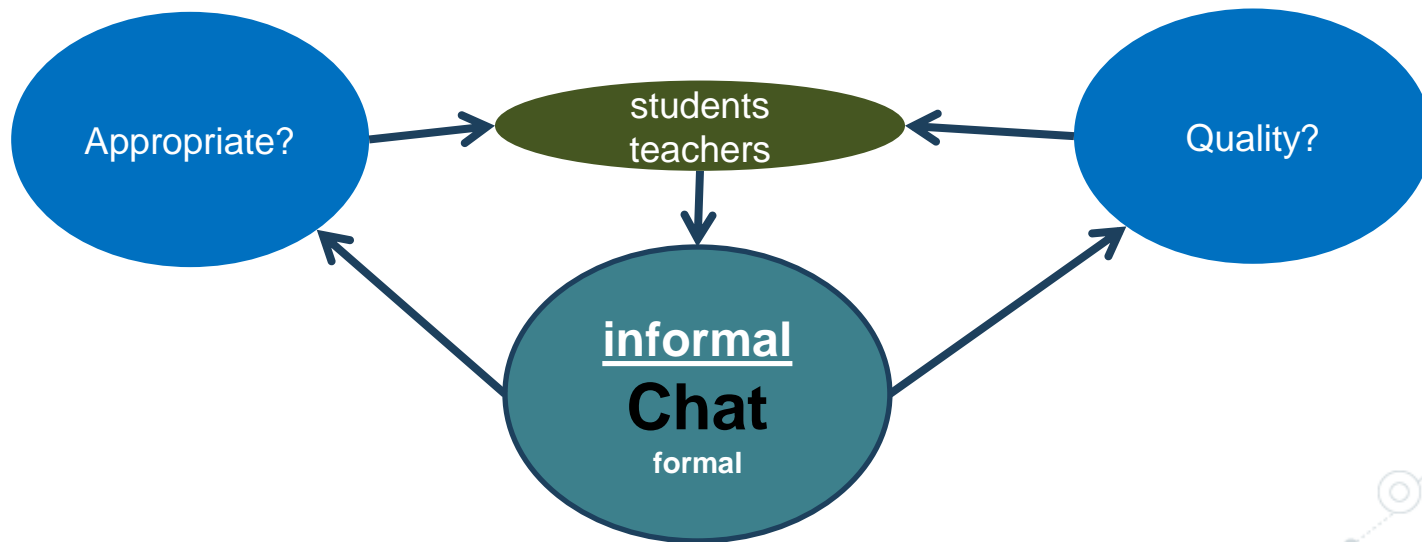 Appropriate?
students
teachers
Quality?
informal
Chat
formal